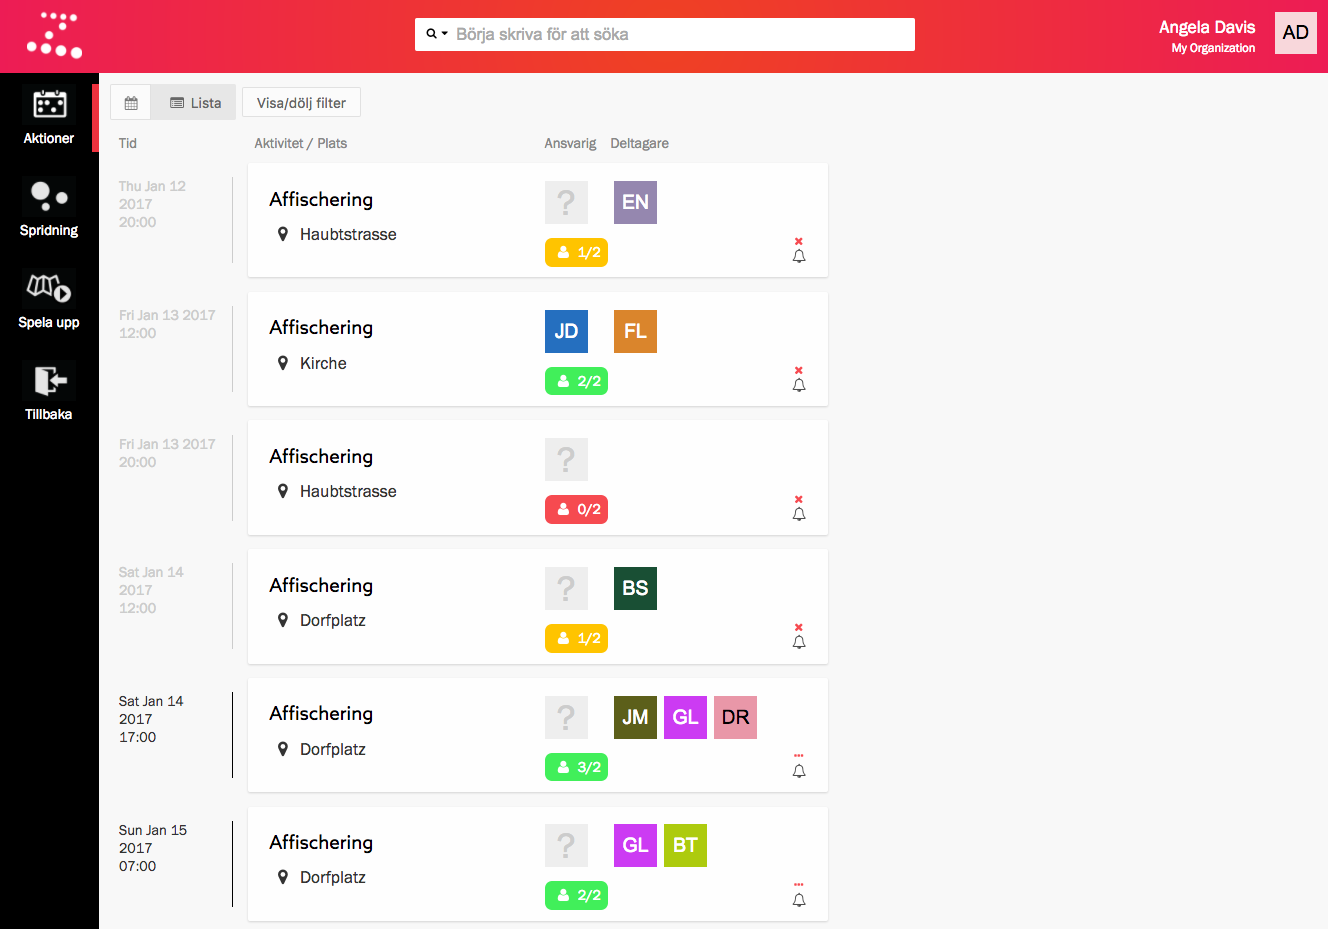 Börja skriva för att söka
Angela Davis
My Organization
AD
Aktioner
Spridning
Spela upp
Tillbaka
Lista
Visa/dölj filter
Tid
Aktivitet / Plats
Ansvarig
Deltagare
Thu Jan 12
2017
20:00
Affischering
Haubtstrasse
?
EN
1/2
Fri Jan 13 2017
12:00
Affischering
Kirche
JD
FL
2/2
Fri Jan 13 2017
20:00
Affischering
Haubtstrasse
?
0/2
Sat Jan 14
2017
12:00
Affischering
Dorfplatz
?
BS
1/2
Sat Jan 14
2017
17:00
Affischering
Dorfplatz
?
JM
GL
DR
3/2
Sun Jan 15
2017
07:00
Affischering
Dorfplatz
?
GL
BT
2/2